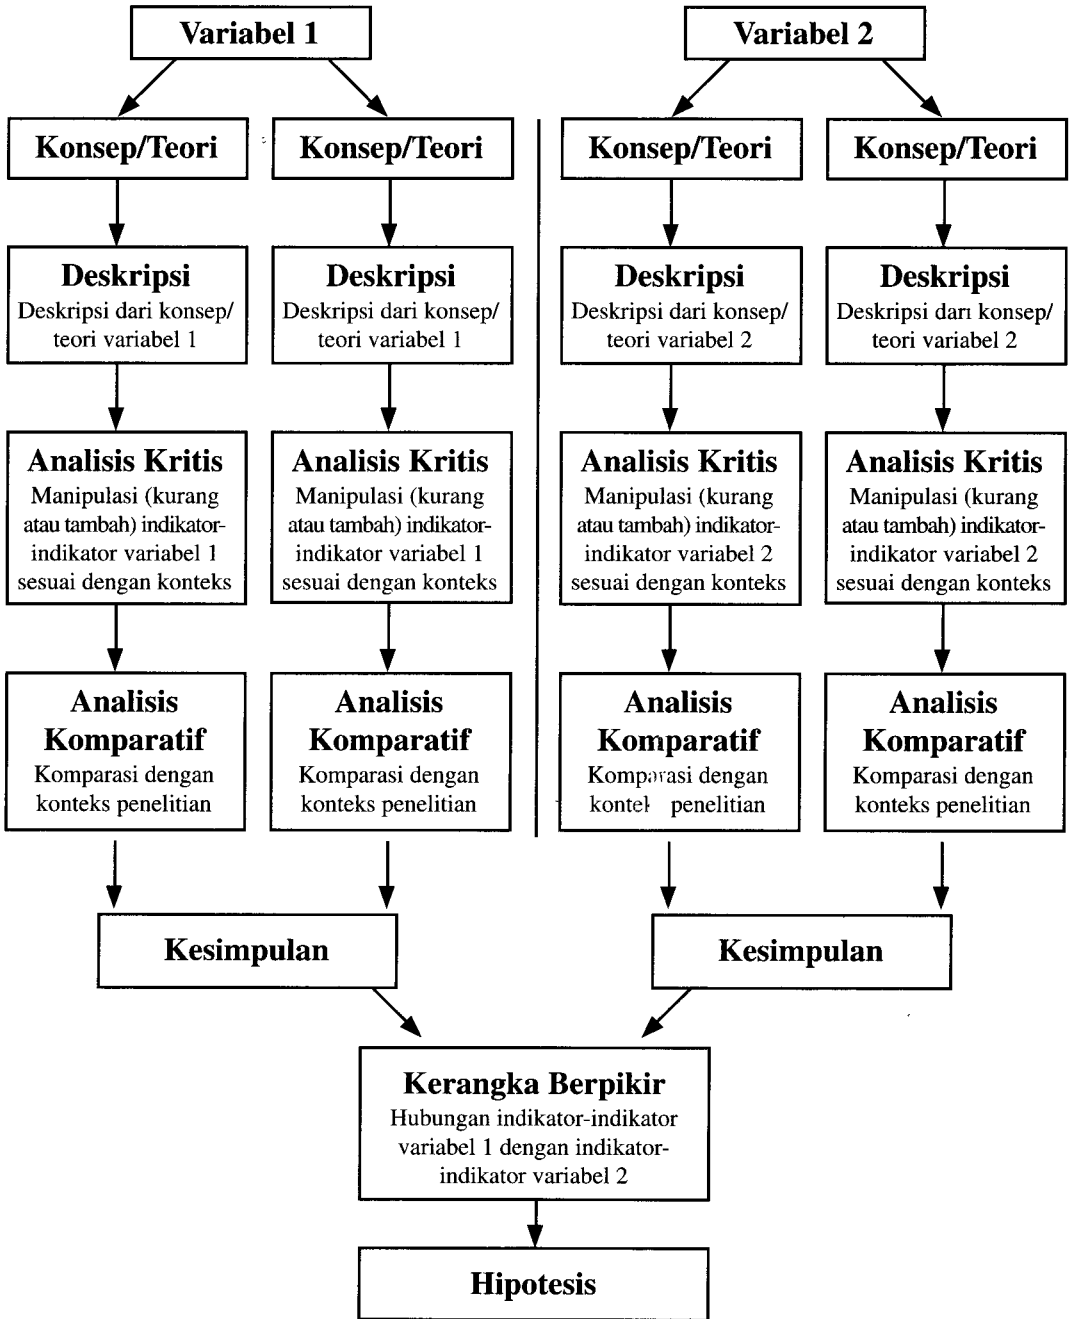 Variabel 1
Variabel 2
Konsep/Teori
Konsep/Teori
Konsep/Teori
Konsep/Teori
Deskripsi
Deskripsi dari konsep/
teori variabel 1
Deskripsi
Deskripsi dari konsep/
teori variabel 1
Deskripsi
Deskripsi dari konsep/
teori variabel 2
Deskripsi
Deskripsi dari konsep/
teori variabel 2
Analisis Kritis
Manipulasi (kurang
atau tambah) indikator-
indikator variabel 1
sesuai dengan konteks
Analisis Kritis
Manipulasi (kurang
atau tambah) indikator-
indikator variabel 1
sesuai dengan konteks
Analisis Kritis
Manipulasi (kurang
atau tambah) indikator-
indikator variabel 2
sesuai dengan konteks
Analisis Kritis
Manipulasi (kurang
atau tambah) indikator-
indikator variabel 2
sesuai dengan konteks
Analisis
Komparatif
Komparasi dengan
konteks penelitian
Analisis
Komparatif
Komparasi dengan
konteks penelitian
Analisis
Komparatif
Komparasi dengan
konteks penelitian
Analisis
Komparatif
Komparasi dengan
konteks penelitian
Kesimpulan
Kesimpulan
Kerangka Berpikir
Hubungan indikator-indikator
variabel 1 dengan indikator-
indikator variabel 2
Hipotesis